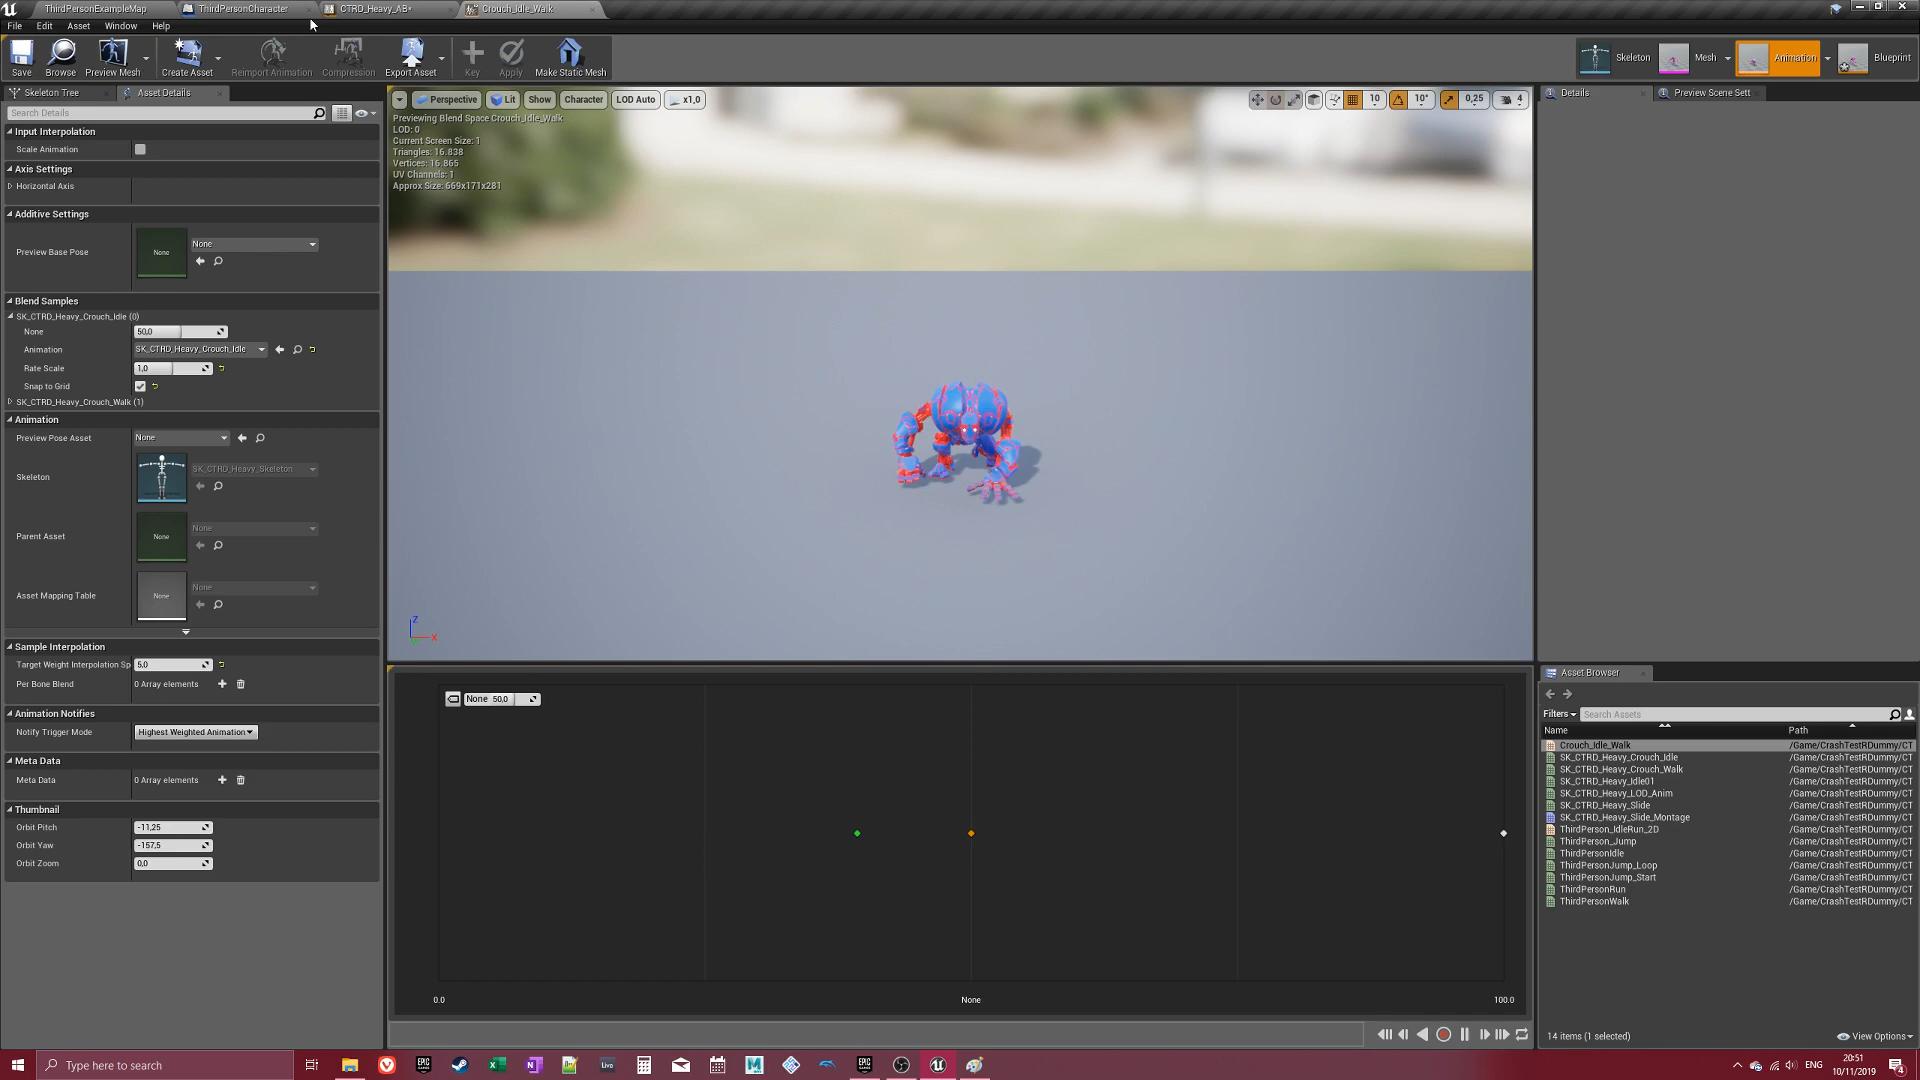 ThirdPersonExampleMap ThirdPersonCharacter CTRD_Heavy_AB* Crouch_Idle_Walk
File Edit Asset Window Help
Save Browse Preview Mesh Create Asset Reimport Animation Compression Export Asset Key Apply Make Static Mesh Skeleton Mesh Animation Blueprint
Skeleton Tree Asset Details
Search Details
Input Interpolation
Scale Animation
Axis Settings
Horizontal Axis
Additive Settings
Preview Base Pose None None
Blend Samples
SK_CTRD_Heavy_Crouch_Idle (0)
None 50,0
Animation SK_CTRD_Heavy_Crouch_Idle
Rate Scale 1,0
Snap to Grid
SK_CTRD_Heavy_Crouch_Walk (1)
Animation
Preview Pose Asset None
Skeleton SK_CTRD_Heavy_Skeleton
Parent Asset None None
Asset Mapping Table None None
Sample Interpolation
Target Weight Interpolation Sp 5,0
Per Bone Blend 0 Array elements
Animation Notifies
Notify Trigger Mode Highest Weighted Animation
Meta Data
Meta Data 0 Array elements
Thumbnail
Orbit Pitch -11,25
Orbit Yaw -157,5
Orbit Zoom 0,0
Perspective Lit Show Character LOD Auto x1,0 10 10° 0,25 4
Previewing Blend Space Crouch_Idle_Walk
LOD: 0
Current Screen Size: 1
Triangles: 16.838
Vertices: 16.865
UV Channels: 1
Approx Size: 669x171x281
Z
X
None 50,0
0.0 None 100.0
Details Preview Scene Sett
Asset Browser
Filters Search Assets
Name Path
Crouch_Idle_Walk /Game/CrashTestRDummy/CT
SK_CTRD_Heavy_Crouch_Idle /Game/CrashTestRDummy/CT
SK_CTRD_Heavy_Crouch_Walk /Game/CrashTestRDummy/CT
SK_CTRD_Heavy_Idle01 /Game/CrashTestRDummy/CT
SK_CTRD_Heavy_LOD_Anim /Game/CrashTestRDummy/CT
SK_CTRD_Heavy_Slide /Game/CrashTestRDummy/CT
SK_CTRD_Heavy_Slide_Montage /Game/CrashTestRDummy/CT
ThirdPerson_IdleRun_2D /Game/CrashTestRDummy/CT
ThirdPerson_Jump /Game/CrashTestRDummy/CT
ThirdPersonIdle /Game/CrashTestRDummy/CT
ThirdPersonJump_Loop /Game/CrashTestRDummy/CT
ThirdPersonJump_Start /Game/CrashTestRDummy/CT
ThirdPersonRun /Game/CrashTestRDummy/CT
ThirdPersonWalk /Game/CrashTestRDummy/CT
14 items (1 selected) View Options
Type here to search Live ENG 20:51
10/11/2019